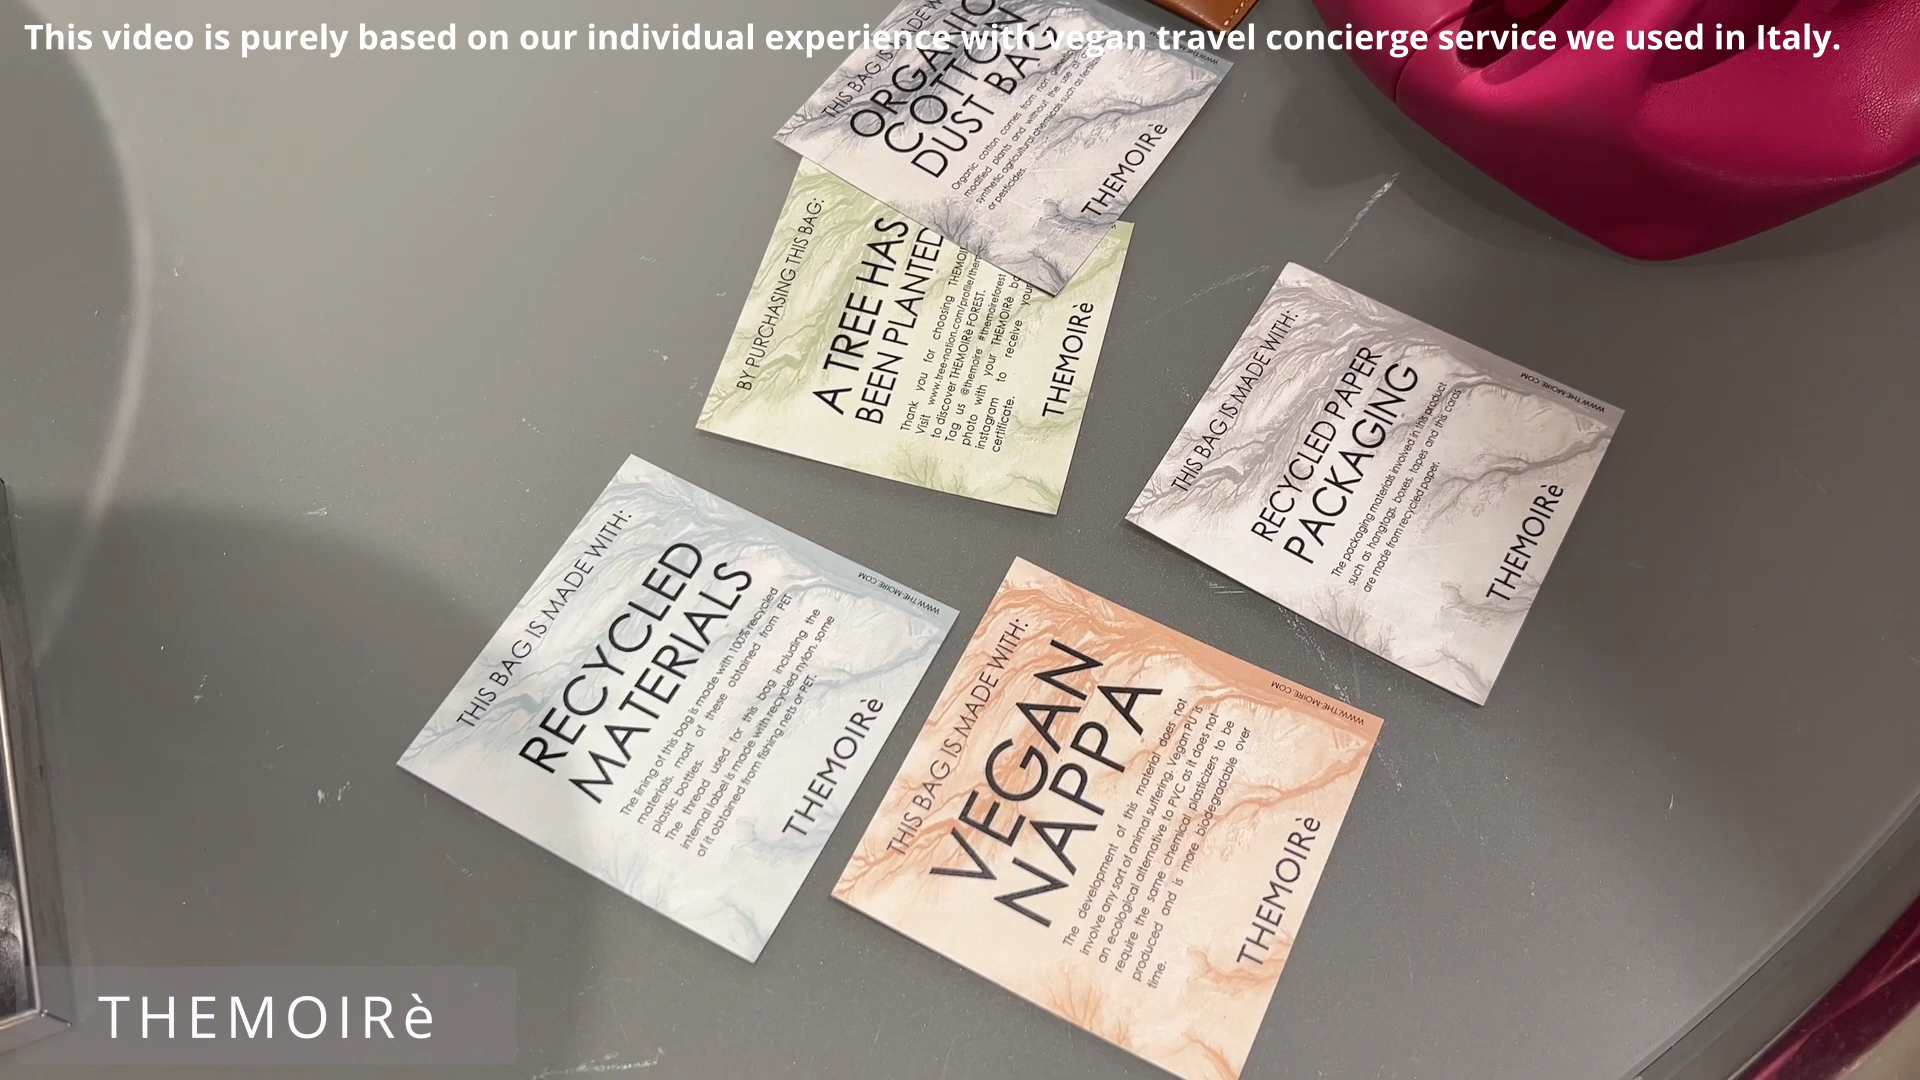 This video is purely based on our individual experience with vegan travel concierge service we used in Italy.
THIS BAG IS MADE W
ORGANIC
COTTON
DUST BAG
Organic cotton comes from non
modified plants and without the use of
synthetic agricultural chemicals such as fertilize
or pesticides.
THEMOIRè
BY PURCHASING THIS BAG:
A TREE HAS
BEEN PLANTED
Thank you for choosing THEMOI
Visit www.tree-nation.com/profile/them
to discover THEMOIRè FOREST.
Tag us @themoire #themoireforest
photo with your THEMOIRè
instagram to receive your
certificate.
THEMOIRè
THIS BAG IS MADE WITH:
RECYCLED PAPER
PACKAGING
The packaging materials involved in this product
such as hangtags, boxes, tapes and this cards
are made from recycled paper.
THEMOIRè
WWW.THE-MOIRE.COM
THIS BAG IS MADE WITH:
RECYCLED
MATERIALS
The lining of this bag is made with 100% recycled
materials. most of these obtained from PET
plastic bottles.
The thread used for this bag including the
internal label is made with recycled nylon. some
of it obtained from fishing nets or PET.
THEMOIRè
WWW.THE-MOIRE.COM
THIS BAG IS MADE WITH:
VEGAN
NAPPA
The development of this material does not
involve any sort of animal suffering. Vegan PU is
an ecological alternative to PVC as it does not
require the same chemical plasticizers to be
produced and is more biodegradable over
time.
THEMOIRè
WWW.THE-MOIRE.COM
THEMOIRè